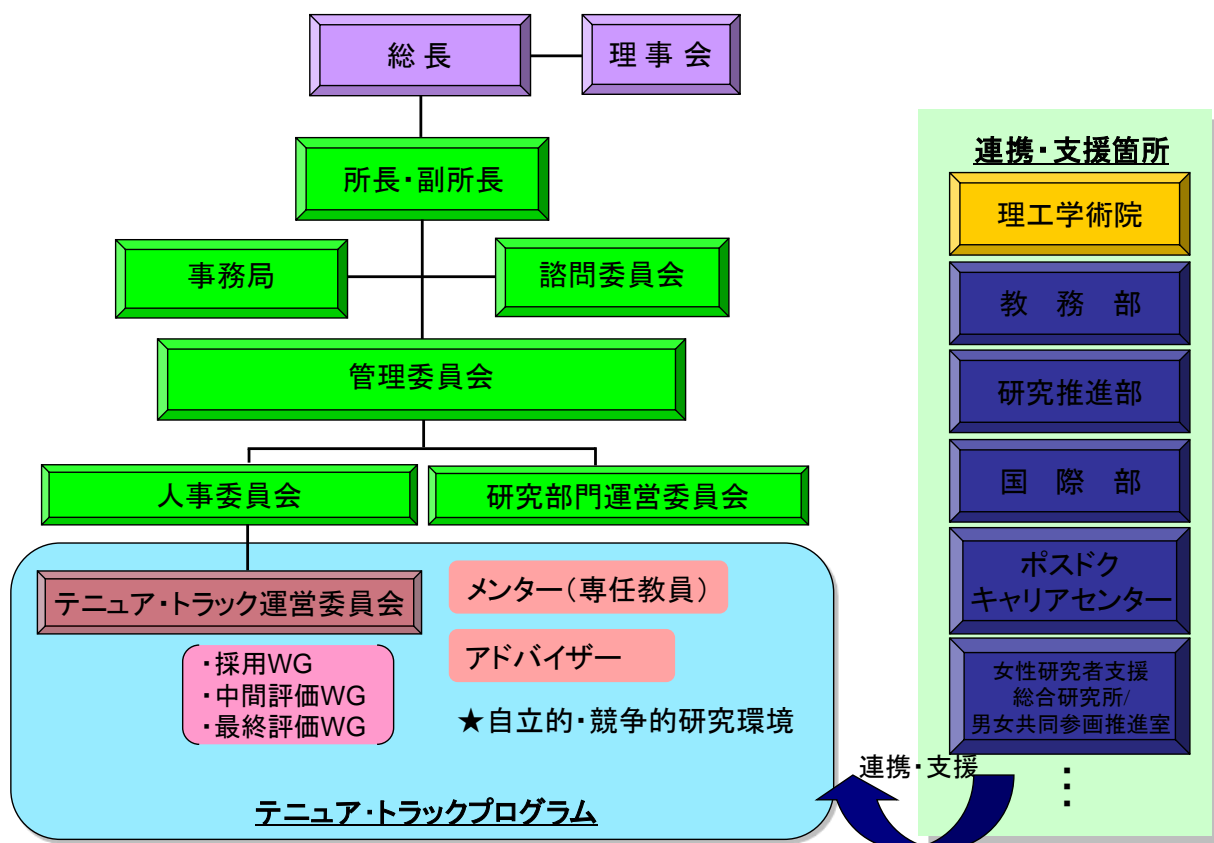 総 長
理 事 会
所長・副所長
事務局
諮問委員会
管理委員会
人事委員会
研究部門運営委員会
テニュア・トラック運営委員会
・採用WG
・中間評価WG
・最終評価WG
メンター（専任教員）
アドバイザー
★自立的・競争的研究環境
テニュア・トラックプログラム
連携・支援箇所
理工学術院
教 務 部
研究推進部
国 際 部
ポスドク
キャリアセンター
女性研究者支援
総合研究所/
男女共同参画推進室
⋮
連携・支援